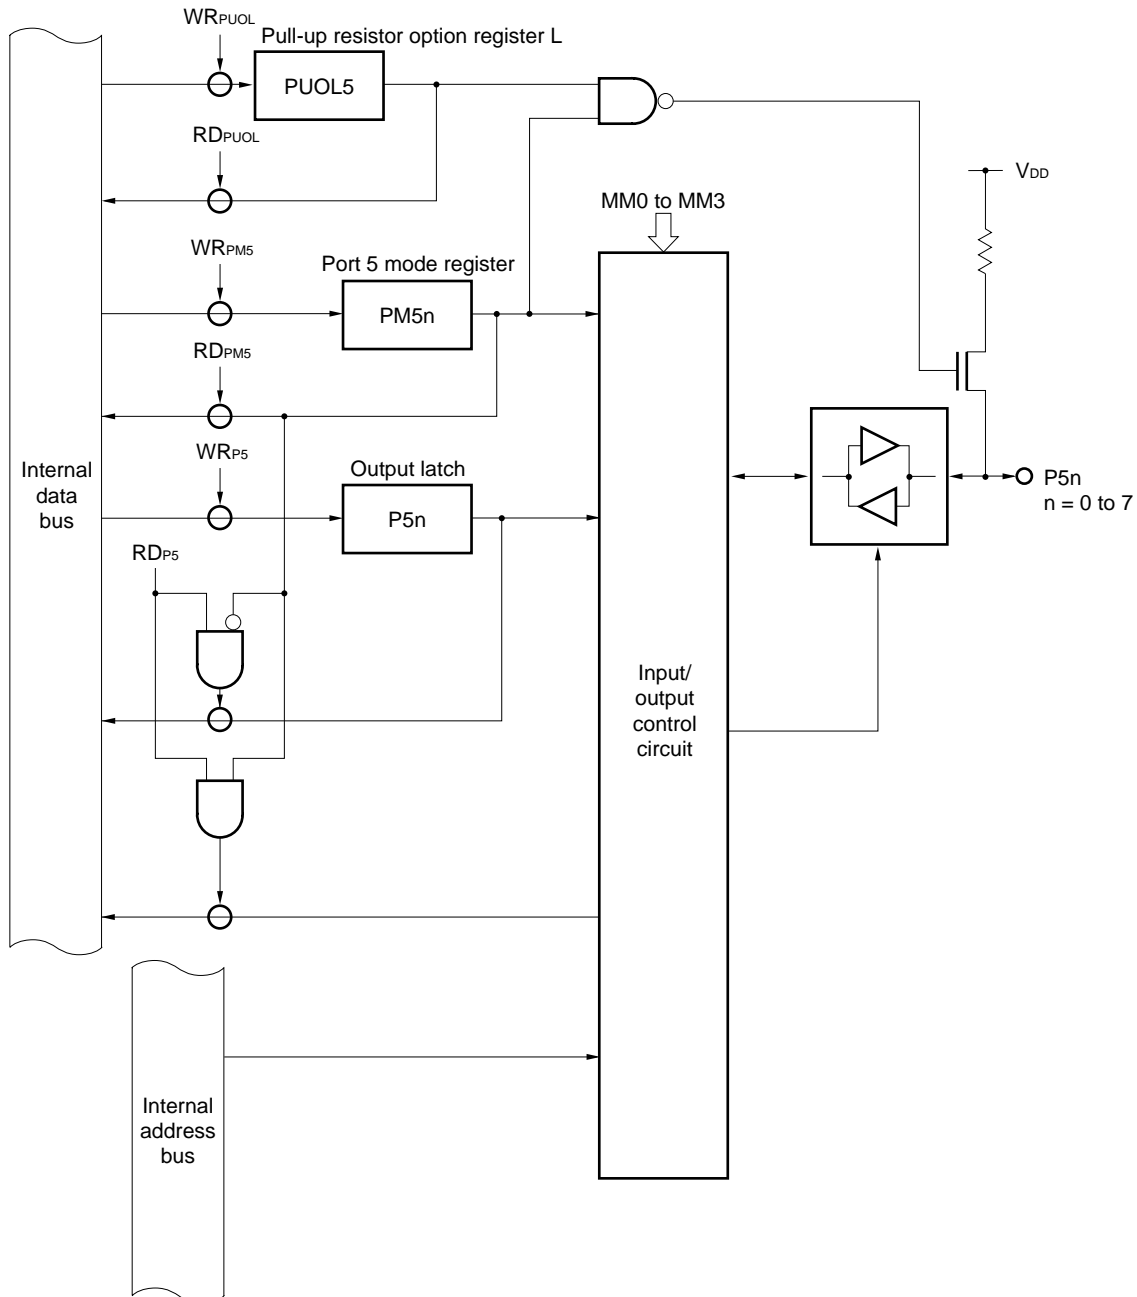 WRPUOL
Pull-up resistor option register L
PUOL5
RDPUOL
VDD
MM0 to MM3
WRPM5
Port 5 mode register
PM5n
RDPM5
Internal
data
bus
WRP5
Output latch
P5n
P5n
n = 0 to 7
RDP5
Input/
output
control
circuit
Internal
address
bus